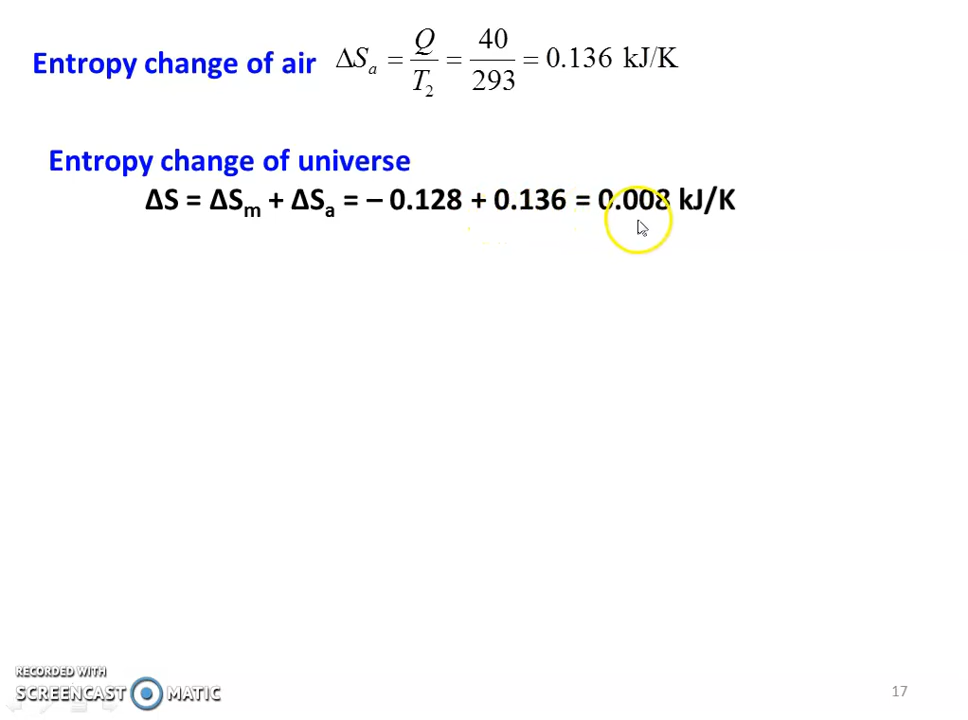 Entropy change of air ΔSₐ = Q/T₂ = 40/293 = 0.136 kJ/K
Entropy change of universe
ΔS = ΔSₘ + ΔSₐ = – 0.128 + 0.136 = 0.008 kJ/K
RECORDED WITH
SCREENCAST MATIC
17